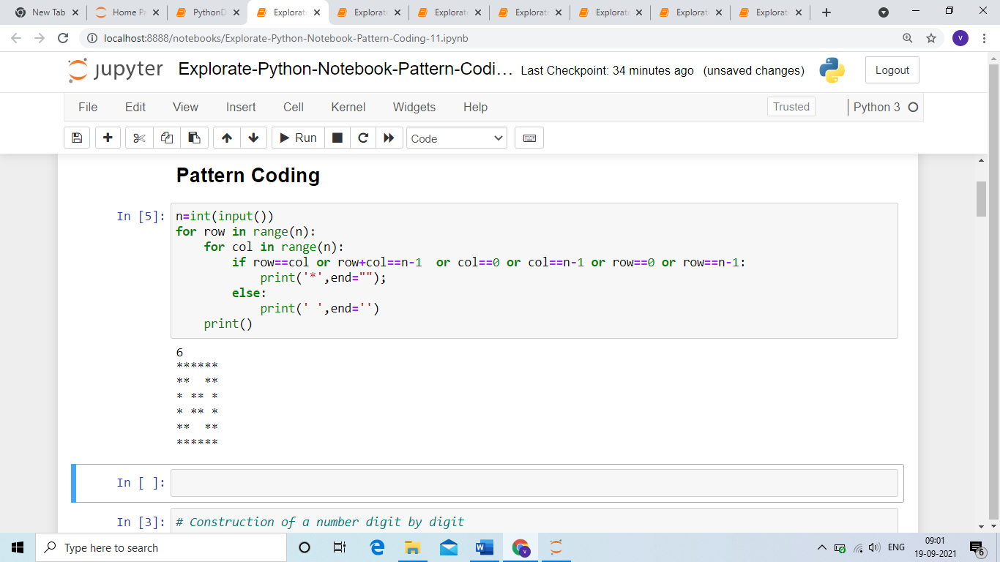 New Tab Home Pa PythonD Explorat Explorat Explorat Explorat Explorat Explorat Explorat
localhost:8888/notebooks/Explorate-Python-Notebook-Pattern-Coding-11.ipynb V
jupyter Explorate-Python-Notebook-Pattern-Codi... Last Checkpoint: 34 minutes ago (unsaved changes) Logout
File Edit View Insert Cell Kernel Widgets Help Trusted Python 3
Run Code
Pattern Coding
In [5]: n=int(input())
for row in range(n):
    for col in range(n):
        if row==col or row+col==n-1  or col==0 or col==n-1 or row==0 or row==n-1:
            print('*',end="");
        else:
            print(' ',end='')
    print()
6
******
**  **
* ** *
* ** *
**  **
******
In [ ]:
In [3]: # Construction of a number digit by digit
Type here to search W V ENG 09:01
19-09-2021 6